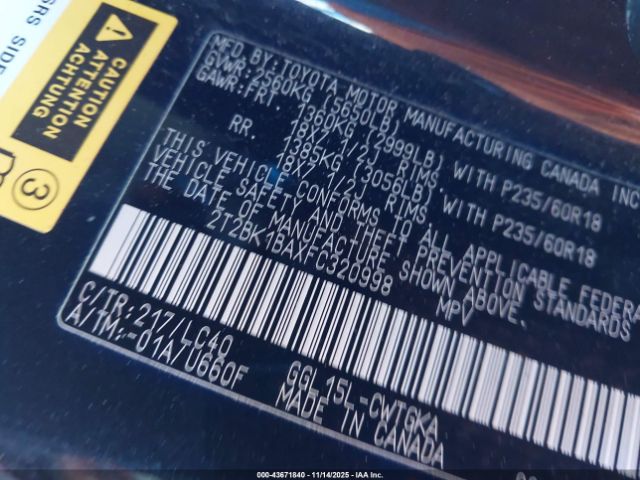 SRS SIDE
CAUTION
ATTENTION
ACHTUNG
3
MFD. BY: TOYOTA MOTOR MANUFACTURING CANADA INC
GVWR: 2560KG (5650LB)
GAWR: FRT. 1360KG (2999LB) WITH P235/60R18
18X7 1/2J RIMS.
RR. 1385KG (3056LB) WITH P235/60R18
18X7 1/2J RIMS
THIS VEHICLE CONFORMS TO ALL APPLICABLE FEDERA
VEHICLE SAFETY AND THEFT PREVENTION STANDARDS
THE DATE OF MANUFACTURE SHOWN ABOVE.
2T2BK1BAXFC320998 MPV
C/TR: 217/LC40 GGL15L-CWTGKA
A/TM: -01A/U660F MADE IN CANADA
000-43671840 - 11/14/2025 - IAA Inc.